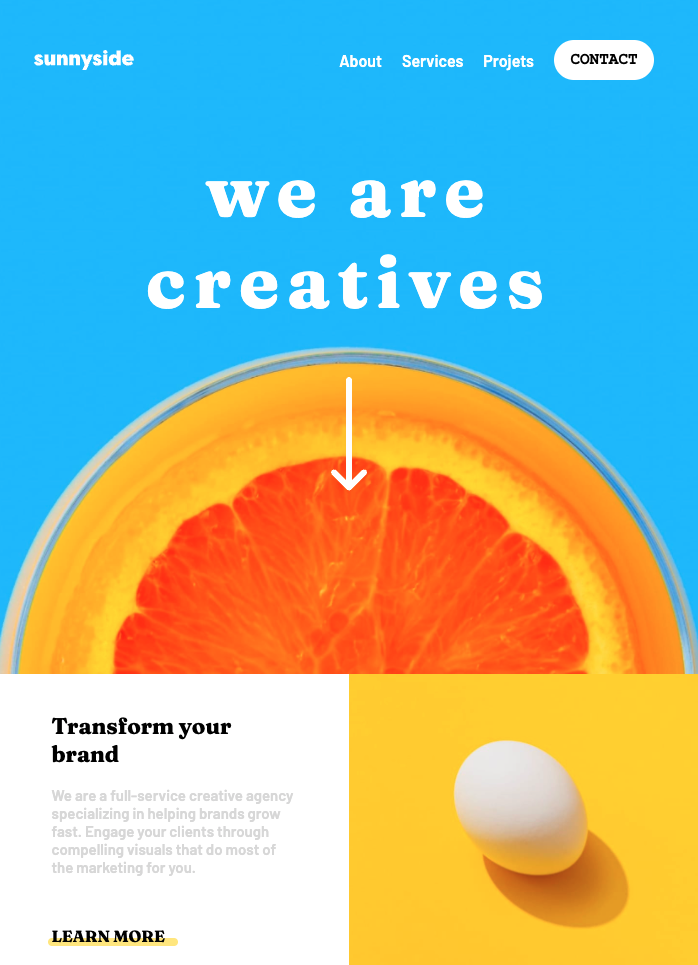 sunnyside
About Services Projets CONTACT
we are
creatives
Transform your
brand
We are a full-service creative agency
specializing in helping brands grow
fast. Engage your clients through
compelling visuals that do most of
the marketing for you.
LEARN MORE